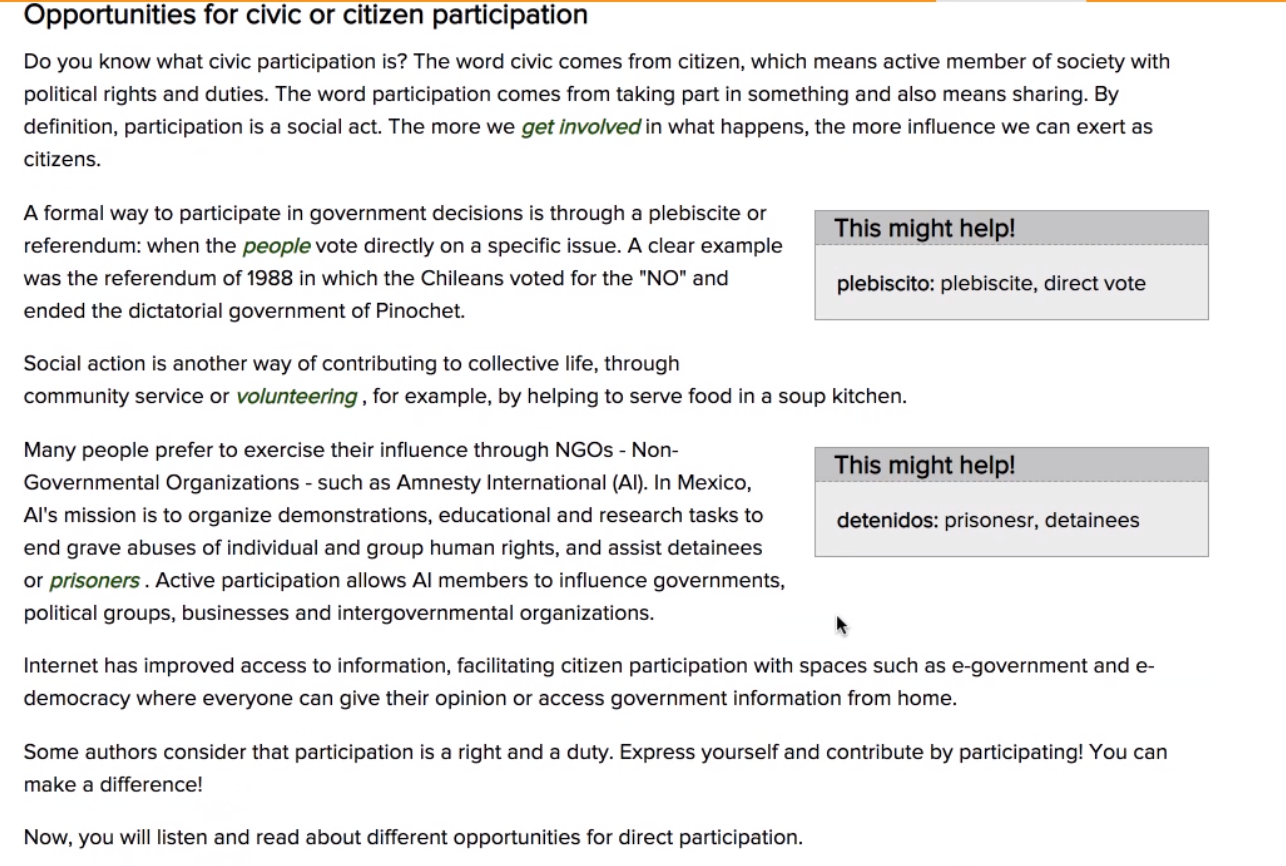 Opportunities for civic or citizen participation
Do you know what civic participation is? The word civic comes from citizen, which means active member of society with
political rights and duties. The word participation comes from taking part in something and also means sharing. By
definition, participation is a social act. The more we get involved in what happens, the more influence we can exert as
citizens.
A formal way to participate in government decisions is through a plebiscite or
referendum: when the people vote directly on a specific issue. A clear example
was the referendum of 1988 in which the Chileans voted for the "NO" and
ended the dictatorial government of Pinochet.
This might help!
plebiscito: plebiscite, direct vote
Social action is another way of contributing to collective life, through
community service or volunteering , for example, by helping to serve food in a soup kitchen.
Many people prefer to exercise their influence through NGOs - Non-
Governmental Organizations - such as Amnesty International (AI). In Mexico,
AI's mission is to organize demonstrations, educational and research tasks to
end grave abuses of individual and group human rights, and assist detainees
or prisoners . Active participation allows AI members to influence governments,
political groups, businesses and intergovernmental organizations.
This might help!
detenidos: prisonesr, detainees
Internet has improved access to information, facilitating citizen participation with spaces such as e-government and e-
democracy where everyone can give their opinion or access government information from home.
Some authors consider that participation is a right and a duty. Express yourself and contribute by participating! You can
make a difference!
Now, you will listen and read about different opportunities for direct participation.